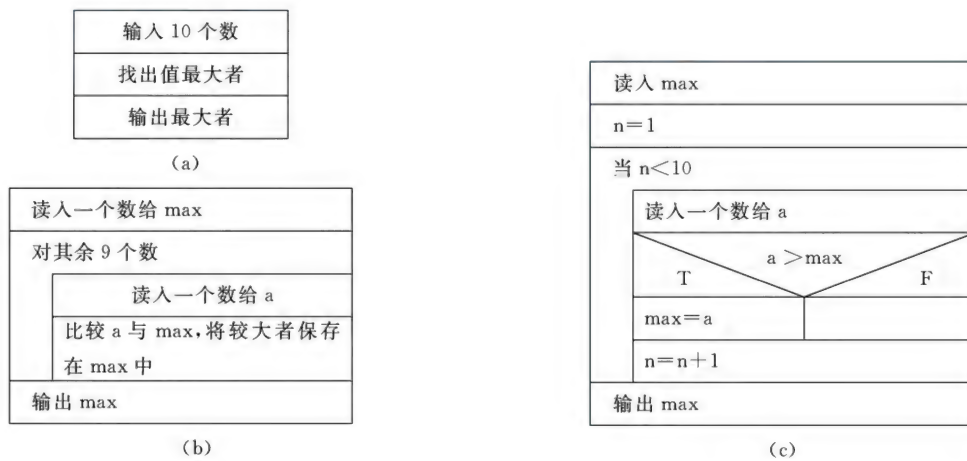 输入 10 个数
找出值最大者
输出最大者
(a)
读入一个数给 max
对其余 9 个数
读入一个数给 a
比较 a 与 max,将较大者保存
在 max 中
输出 max
(b)
读入 max
n=1
当 n<10
读入一个数给 a
a >max
T
F
max=a
n=n+1
输出 max
(c)